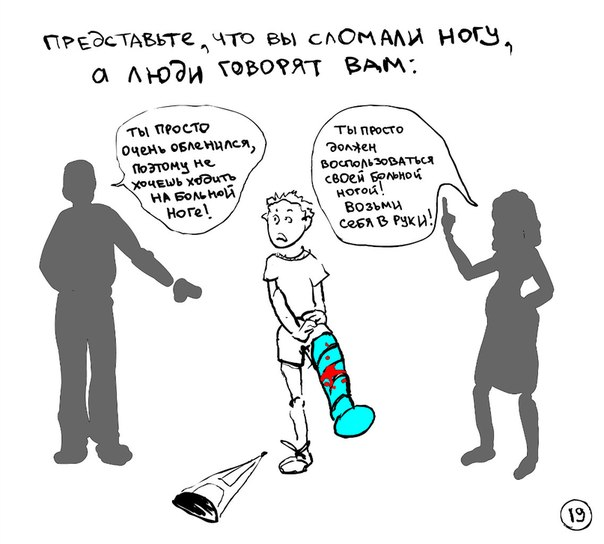 ПРЕДСТАВЬТЕ, ЧТО ВЫ СЛОМАЛИ НОГУ,
А ЛЮДИ ГОВОРЯТ ВАМ:
ТЫ ПРОСТО
ОЧЕНЬ ОБЛЕНИЛСЯ,
ПОЭТОМУ НЕ
ХОЧЕШЬ ХОДИТЬ
НА БОЛЬНОЙ
НОГЕ!
ТЫ ПРОСТО
ДОЛЖЕН
ВОСПОЛЬЗОВАТЬСЯ
СВОЕЙ БОЛЬНОЙ
НОГОЙ!
ВОЗЬМИ
СЕБЯ В РУКИ!
19